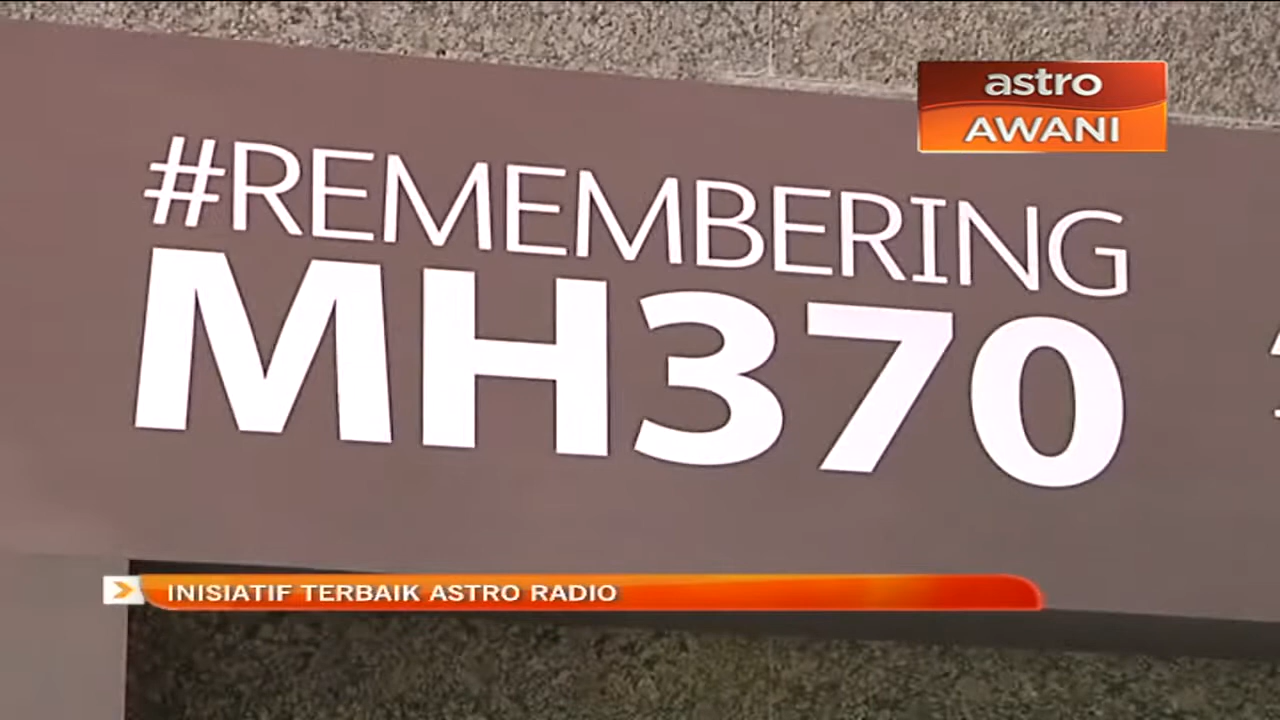 astro
AWANI
#REMEMBERING
MH370
INISIATIF TERBAIK ASTRO RADIO